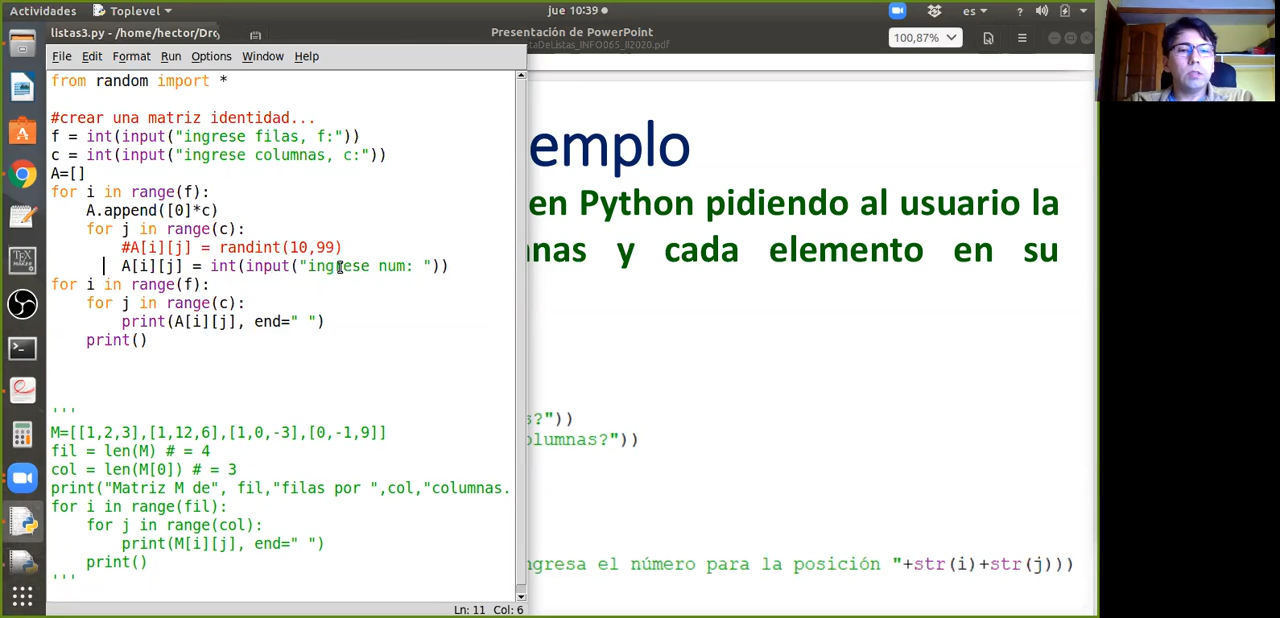 Actividades
Toplevel
jue 10:39
es
listas3.py - /home/hector/Dro
Presentación de PowerPoint
taDeListas_INFO065_II2020.pdf
100,87%
File Edit Format Run Options Window Help
from random import *
#crear una matriz identidad...
f = int(input("ingrese filas, f:"))
c = int(input("ingrese columnas, c:"))
A=[]
for i in range(f):
    A.append([0]*c)
    for j in range(c):
        #A[i][j] = randint(10,99)
        A[i][j] = int(input("ingrese num: "))
for i in range(f):
    for j in range(c):
        print(A[i][j], end=" ")
    print()
'''
M=[[1,2,3],[1,12,6],[1,0,-3],[0,-1,9]]
fil = len(M) # = 4
col = len(M[0]) # = 3
print("Matriz M de", fil,"filas por ",col,"columnas.
for i in range(fil):
    for j in range(col):
        print(M[i][j], end=" ")
    print()
'''
Ln: 11 Col: 6
emplo
en Python pidiendo al usuario la
nas y cada elemento en su
s?"))
olumnas?"))
ngresa el número para la posición "+str(i)+str(j)))